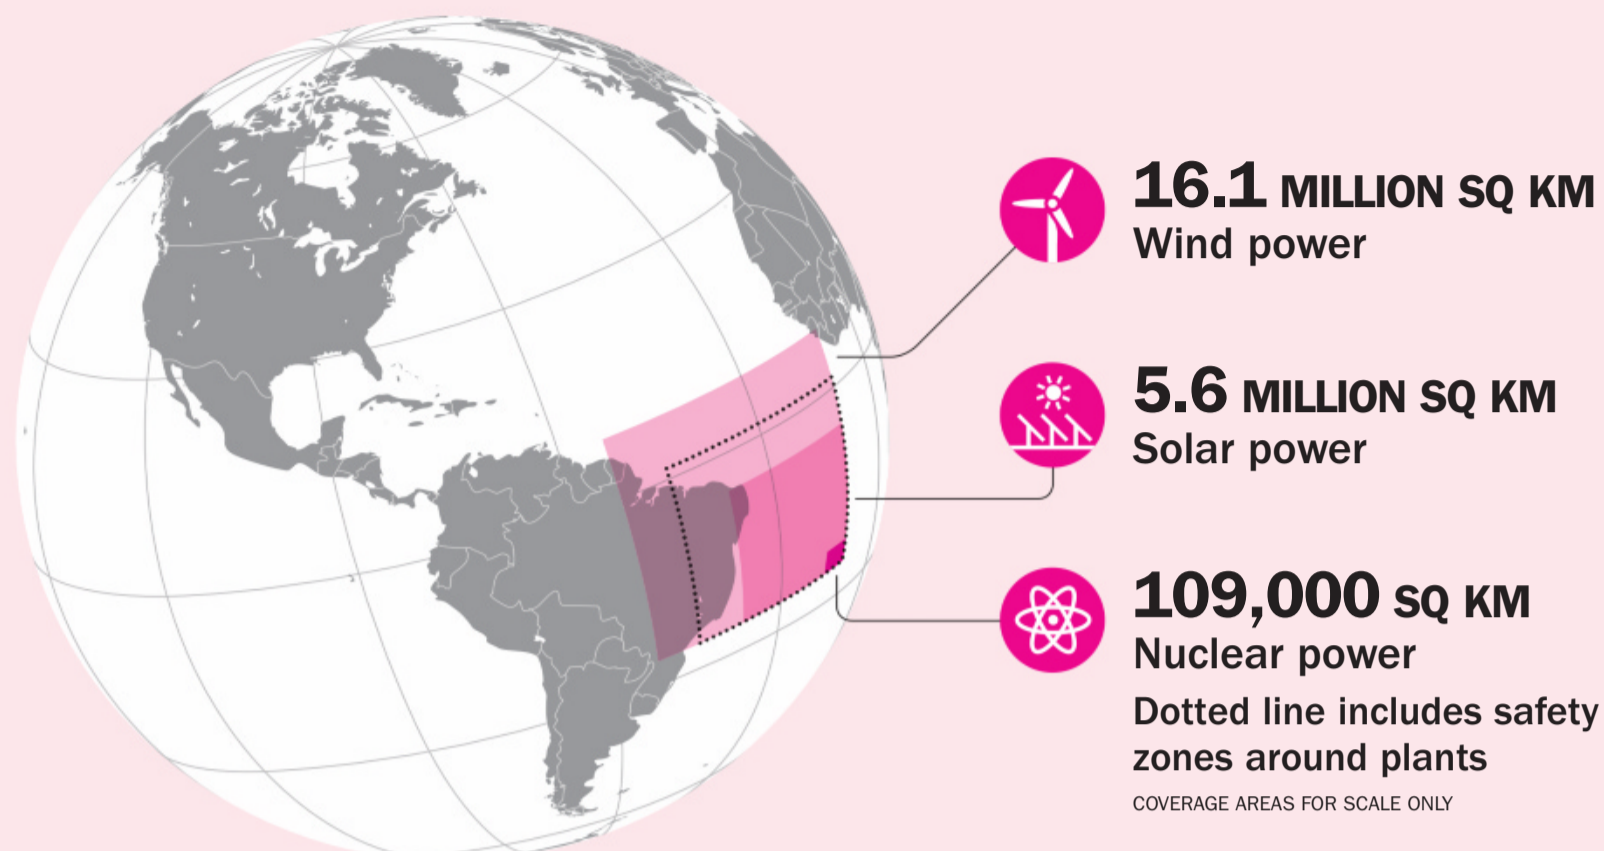 16.1 MILLION SQ KM
Wind power
5.6 MILLION SQ KM
Solar power
109,000 SQ KM
Nuclear power
Dotted line includes safety
zones around plants
COVERAGE AREAS FOR SCALE ONLY